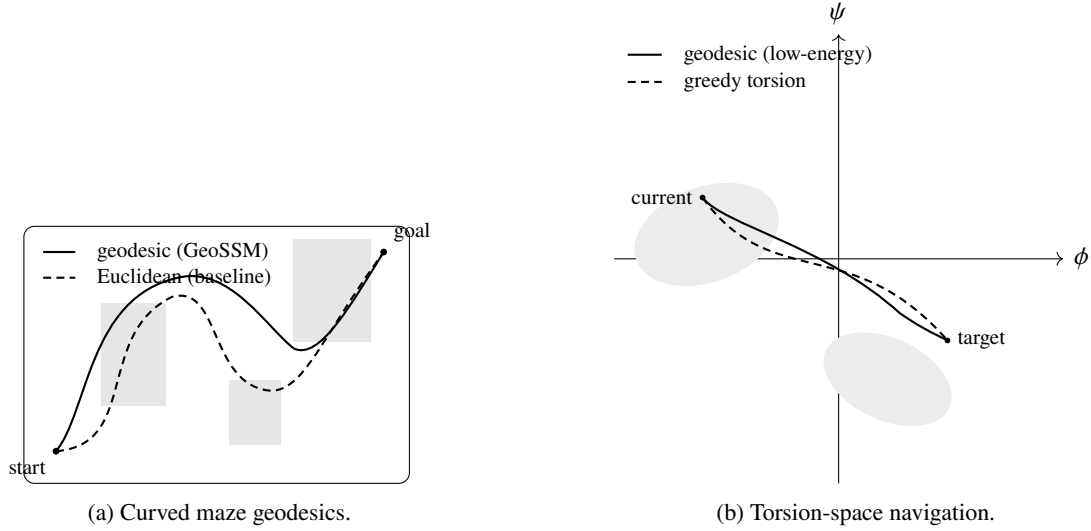 geodesic (GeoSSM)
Euclidean (baseline)
goal
start
(a) Curved maze geodesics.
ψ
geodesic (low-energy)
greedy torsion
current
ϕ
target
(b) Torsion-space navigation.